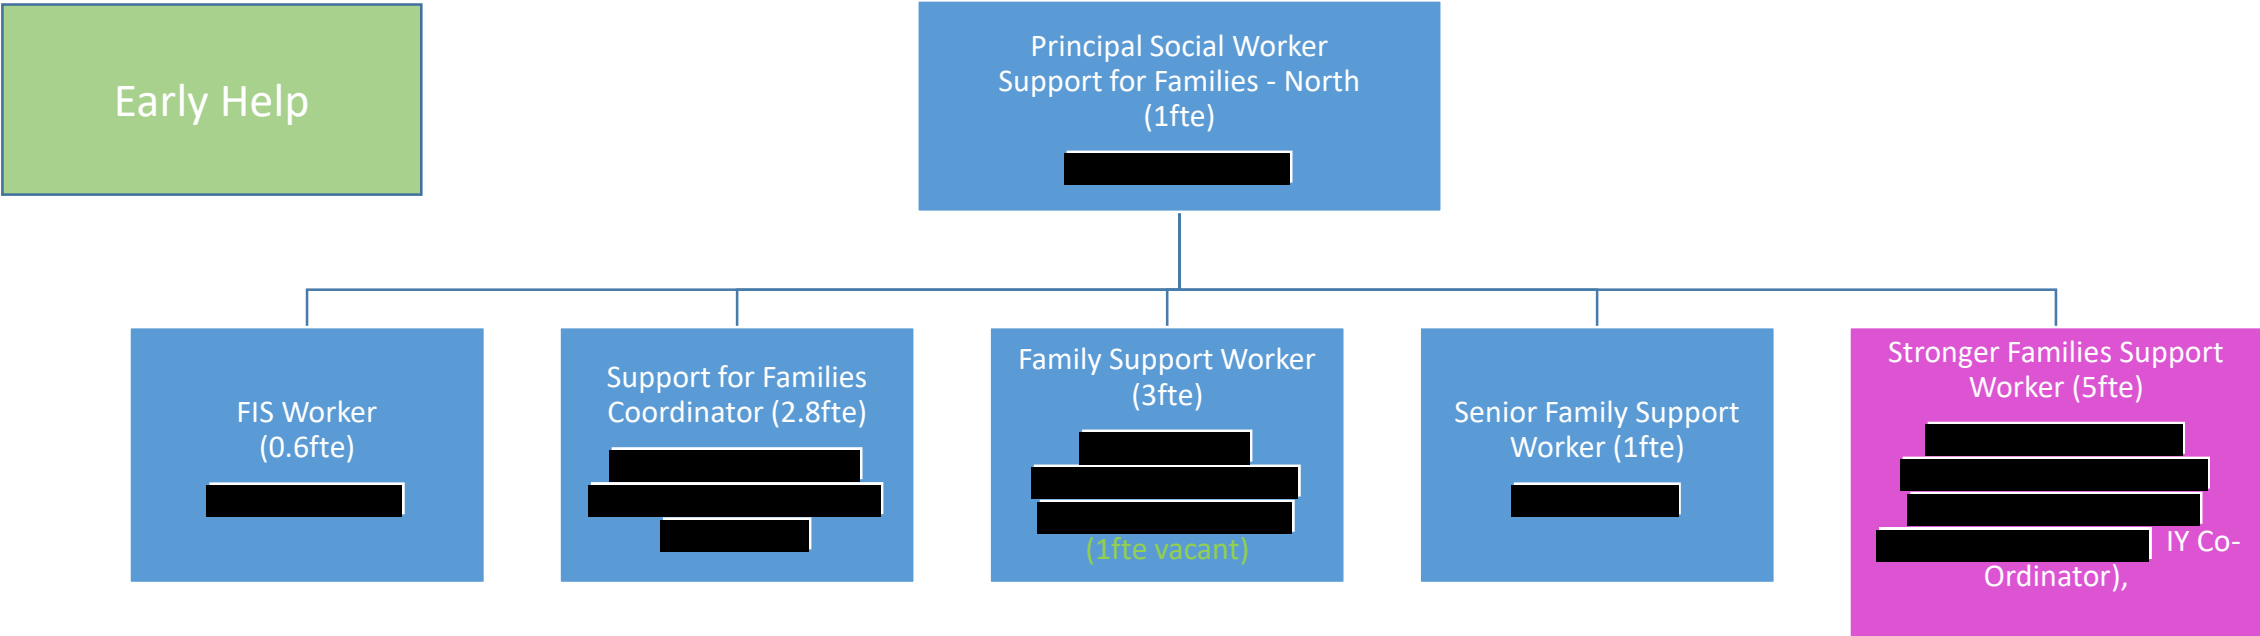 Early Help
Principal Social Worker
Support for Families - North
(1fte)
FIS Worker
(0.6fte)
Support for Families
Coordinator (2.8fte)
Family Support Worker
(3fte)
(1fte vacant)
Senior Family Support
Worker (1fte)
Stronger Families Support
Worker (5fte)
IY Co-
Ordinator),